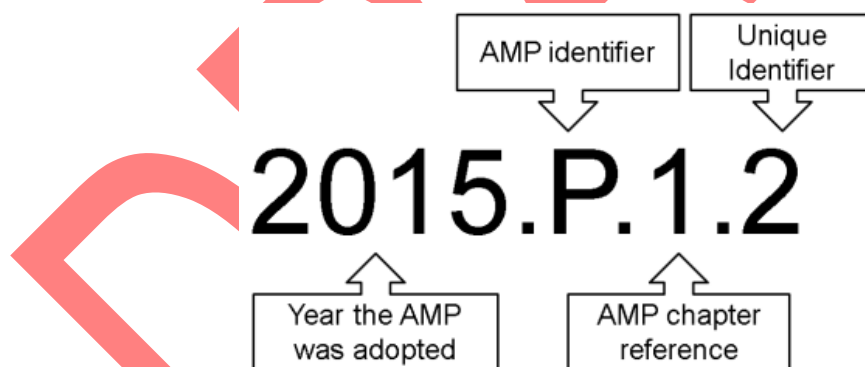 AMP identifier
Unique
Identifier
2015.P.1.2
Year the AMP
was adopted
AMP chapter
reference